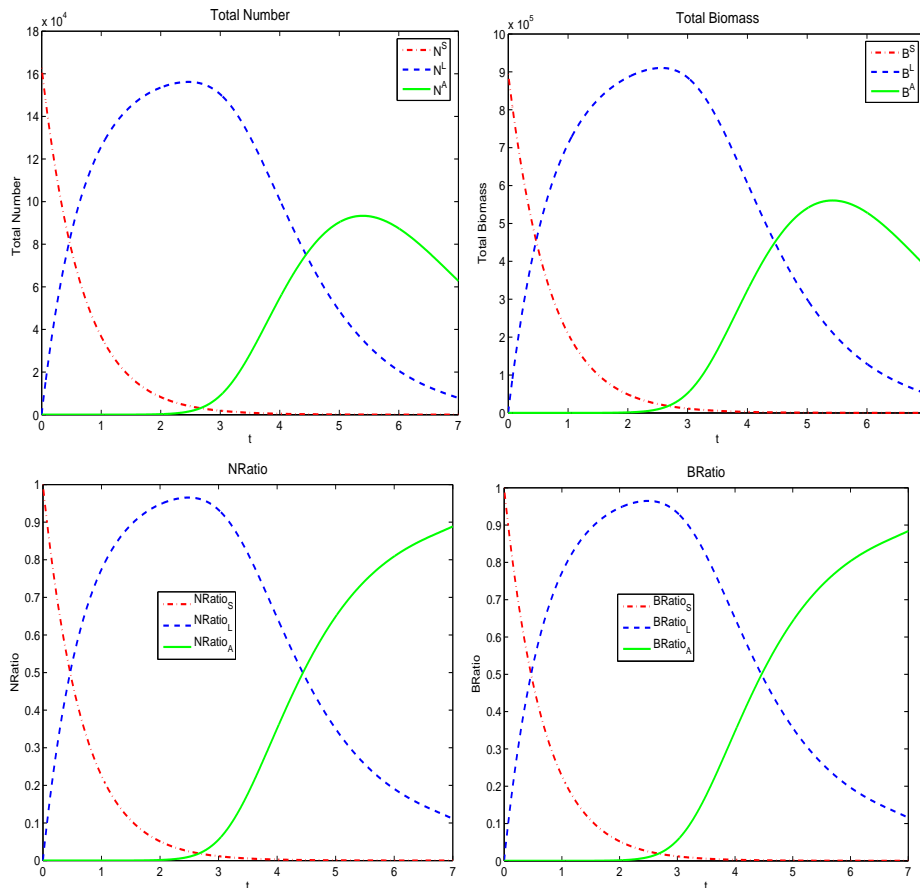 Total Number
x 10^4
18
16
14
12
10
8
6
4
2
0
Total Number
0 1 2 3 4 5 6 7
t
N^S
N^L
N^A
Total Biomass
x 10^5
9
8
7
6
5
4
3
2
1
0
Total Biomass
0 1 2 3 4 5 6
t
B^S
B^L
B^A
NRatio
1
0.9
0.8
0.7
0.6
0.5
0.4
0.3
0.2
0.1
0
NRatio
0 1 2 3 4 5 6 7
t
NRatio_S
NRatio_L
NRatio_A
BRatio
1
0.9
0.8
0.7
0.6
0.5
0.4
0.3
0.2
0.1
0
BRatio
0 1 2 3 4 5 6 7
t
BRatio_S
BRatio_L
BRatio_A